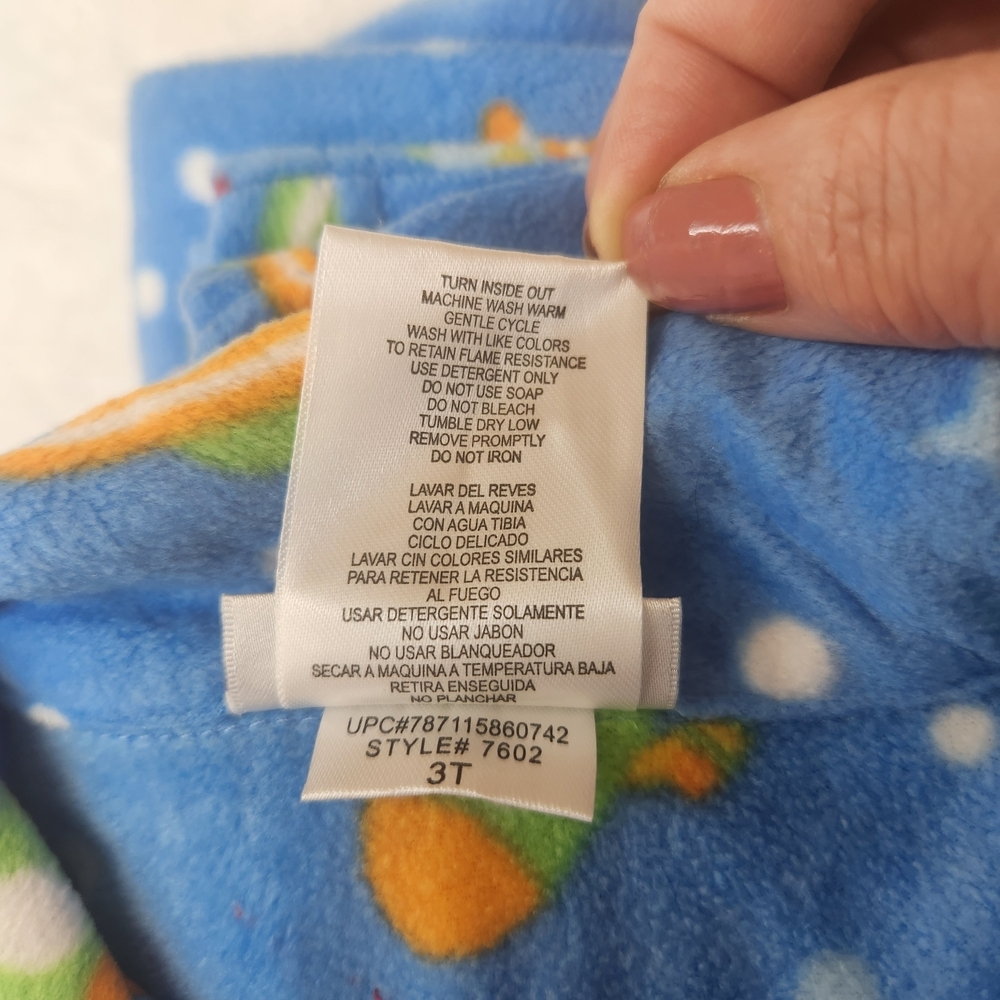 TURN INSIDE OUT
MACHINE WASH WARM
GENTLE CYCLE
WASH WITH LIKE COLORS
TO RETAIN FLAME RESISTANCE
USE DETERGENT ONLY
DO NOT USE SOAP
DO NOT BLEACH
TUMBLE DRY LOW
REMOVE PROMPTLY
DO NOT IRON
LAVAR DEL REVES
LAVAR A MAQUINA
CON AGUA TIBIA
CICLO DELICADO
LAVAR CIN COLORES SIMILARES
PARA RETENER LA RESISTENCIA
AL FUEGO
USAR DETERGENTE SOLAMENTE
NO USAR JABON
NO USAR BLANQUEADOR
SECAR A MAQUINA A TEMPERATURA BAJA
RETIRA ENSEGUIDA
NO PLANCHAR
UPC#787115860742
STYLE# 7602
3T